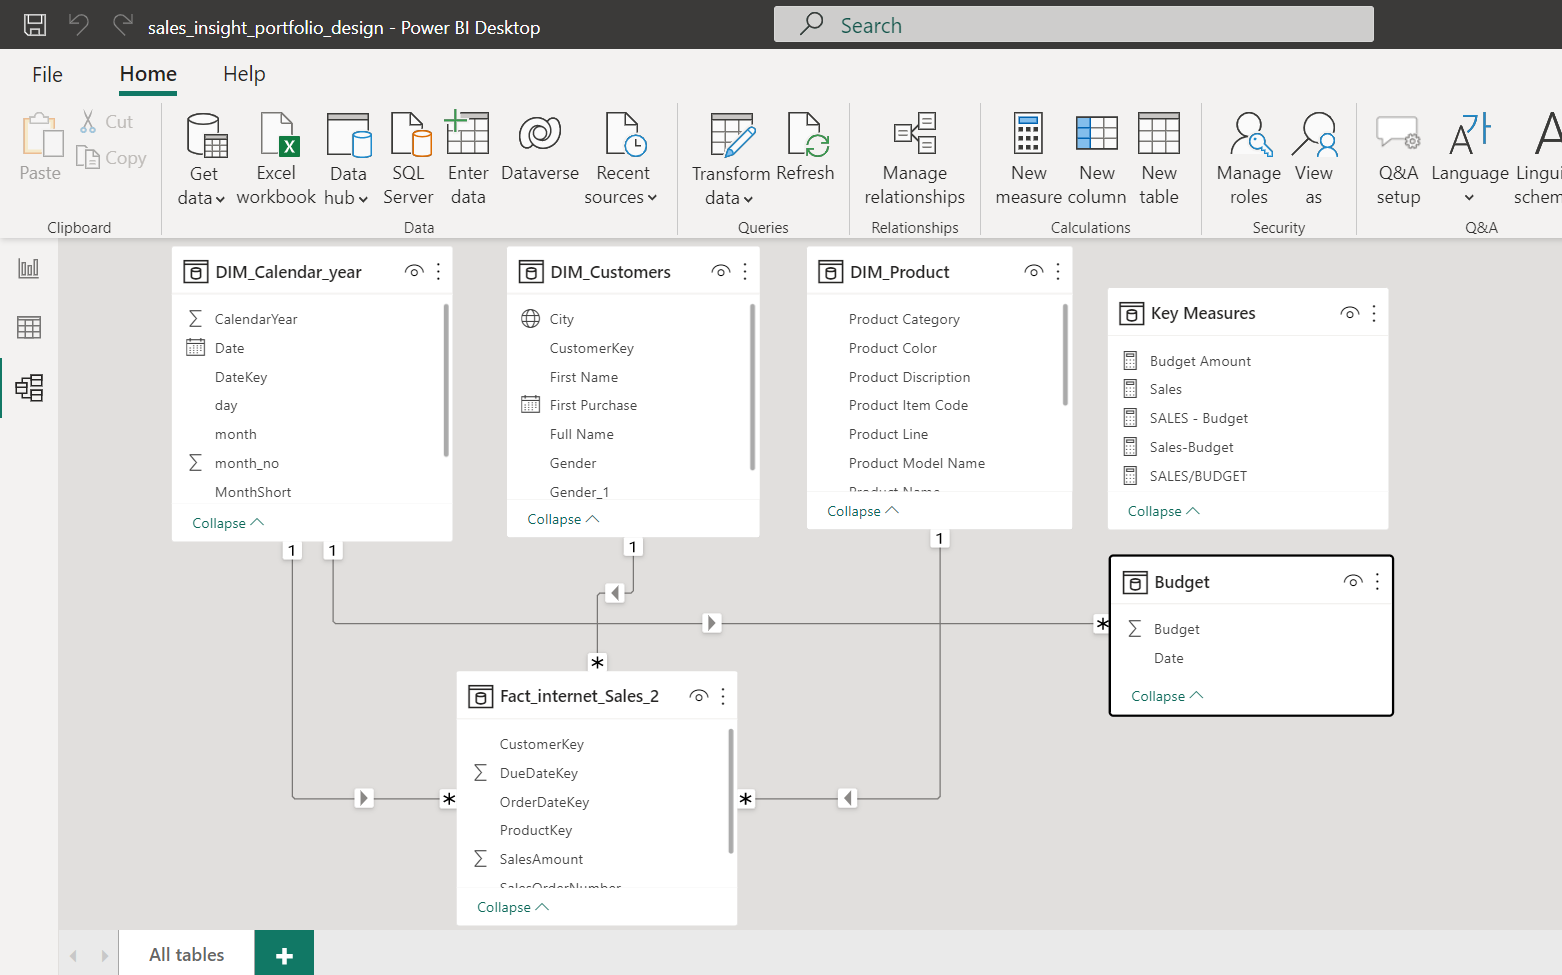 sales_insight_portfolio_design - Power BI Desktop
Search
File
Home
Help
Paste
Cut
Copy
Clipboard
Get data
Excel workbook
Data hub
SQL Server
Enter data
Dataverse
Recent sources
Data
Transform data
Refresh
Queries
Manage relationships
Relationships
New measure
New column
New table
Calculations
Manage roles
View as
Security
Q&A setup
Language
Q&A
DIM_Calendar_year
CalendarYear
Date
DateKey
day
month
month_no
MonthShort
Collapse
DIM_Customers
City
CustomerKey
First Name
First Purchase
Full Name
Gender
Gender_1
Collapse
DIM_Product
Product Category
Product Color
Product Discription
Product Item Code
Product Line
Product Model Name
Product Name
Collapse
Key Measures
Budget Amount
Sales
SALES - Budget
Sales-Budget
SALES/BUDGET
Collapse
1
1
1
1
*
*
*
*
Budget
Budget
Date
Collapse
Fact_internet_Sales_2
CustomerKey
DueDateKey
OrderDateKey
ProductKey
SalesAmount
SalesOrderNumber
Collapse
All tables
+